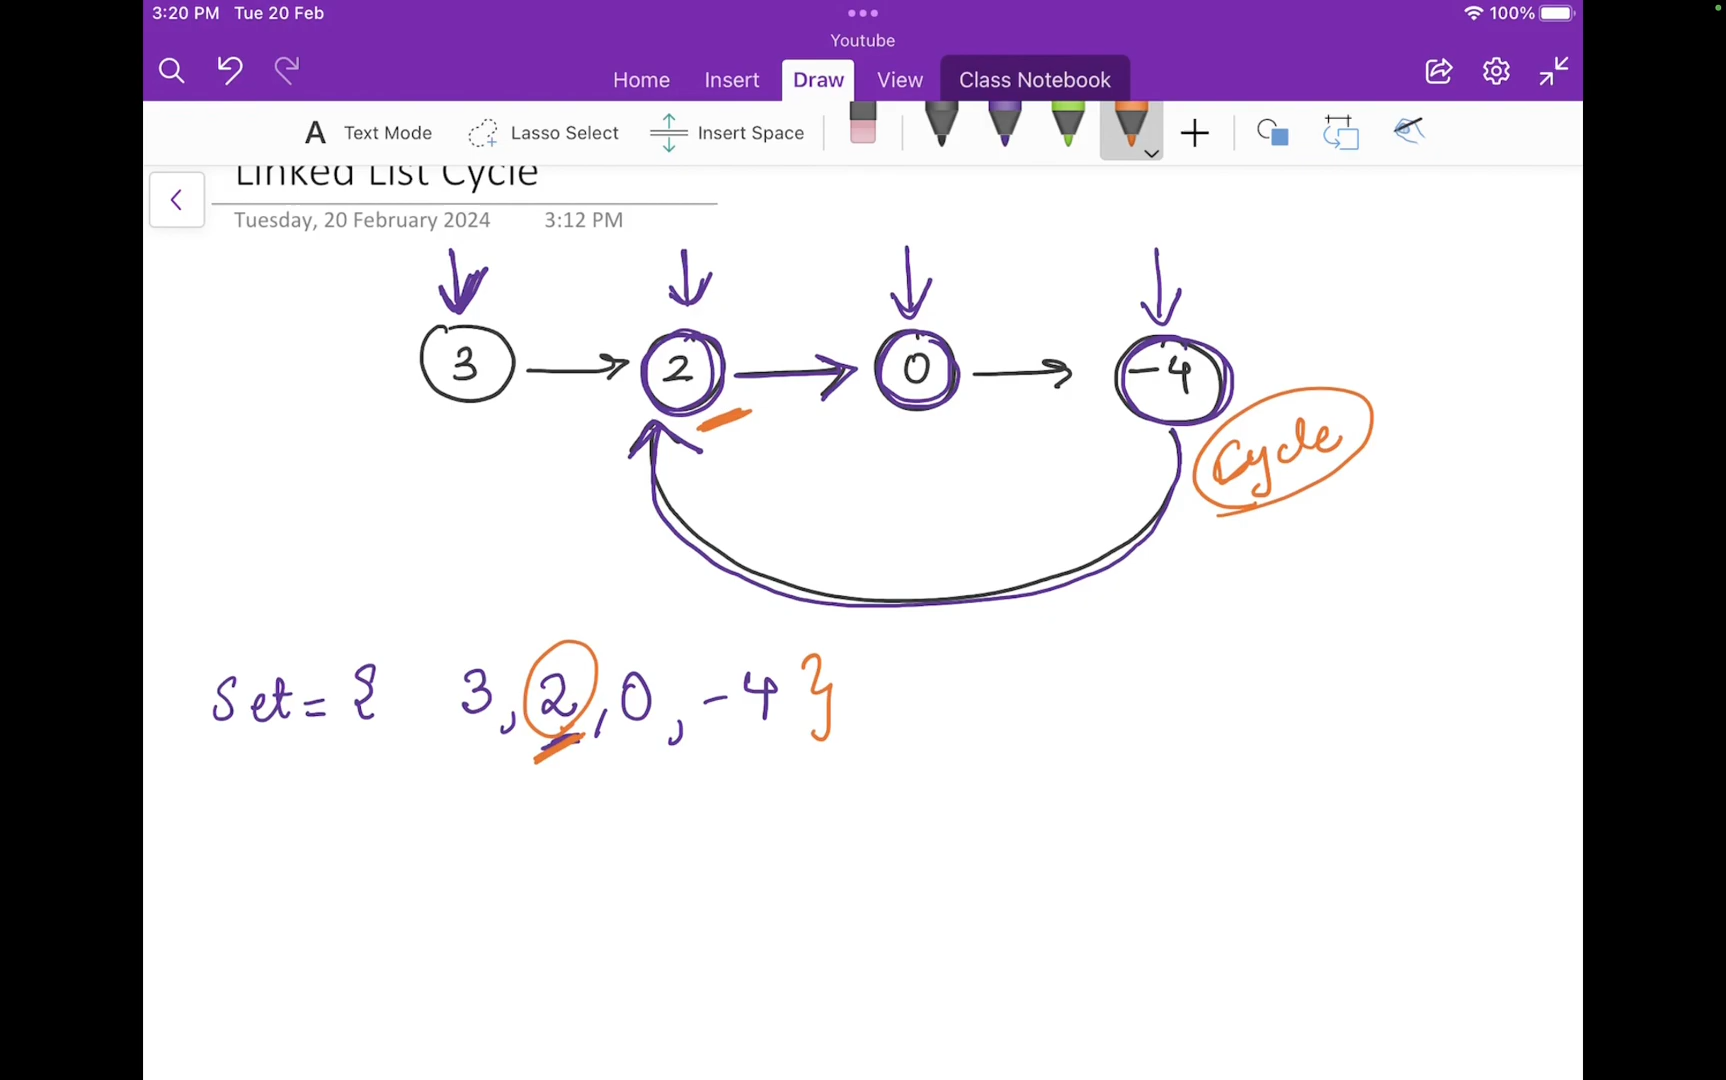 3:20 PM Tue 20 Feb
100%
Youtube
Home Insert Draw View Class Notebook
A Text Mode Lasso Select Insert Space
Linked List Cycle
Tuesday, 20 February 2024 3:12 PM
3 2 0 -4
Cycle
Set = { 3, 2, 0, -4 }